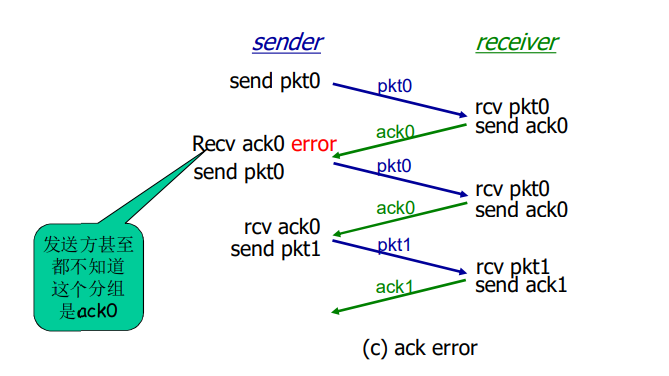 sender receiver
send pkt0
pkt0
rcv pkt0
send ack0
ack0
Recv ack0 error
send pkt0
pkt0
rcv pkt0
send ack0
ack0
rcv ack0
send pkt1
pkt1
rcv pkt1
send ack1
ack1
发送方甚至
都不知道
这个分组
是ack0
(c) ack error